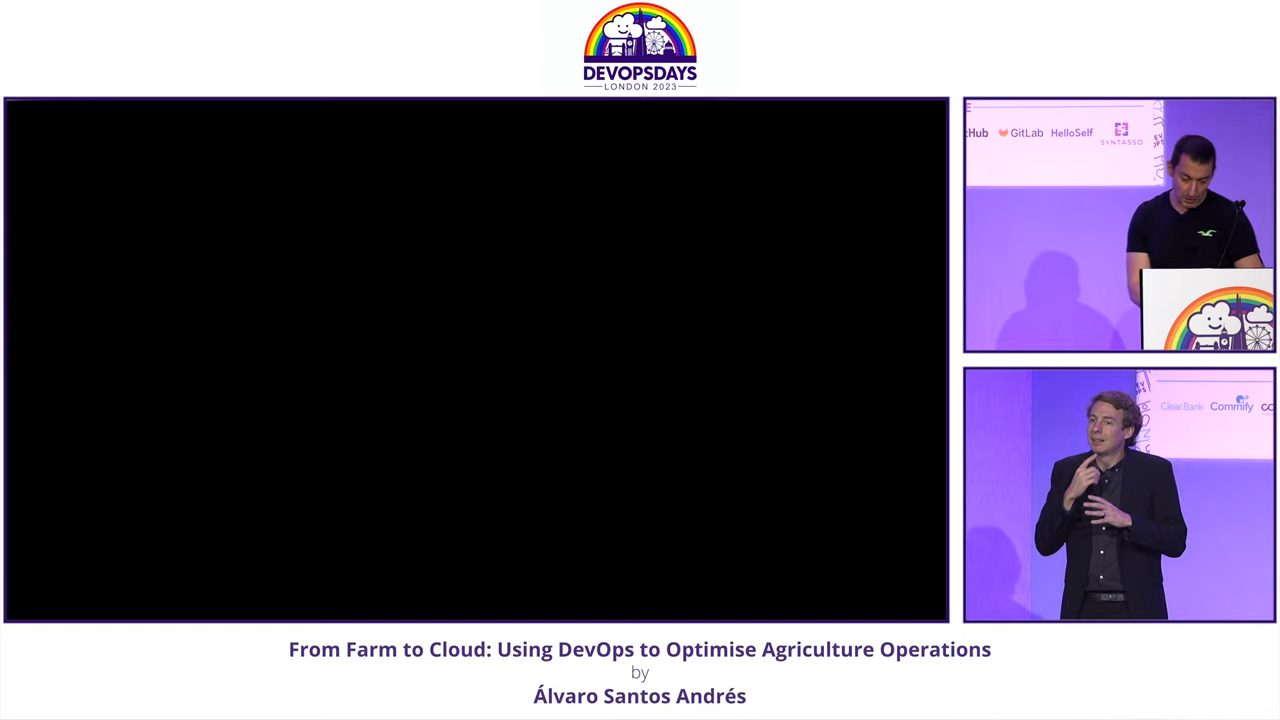 DEVOPSDAYS
LONDON 2023
GitLab HelloSelf
SYNTASSO
Clear.Bank Commify
From Farm to Cloud: Using DevOps to Optimise Agriculture Operations
by
Álvaro Santos Andrés